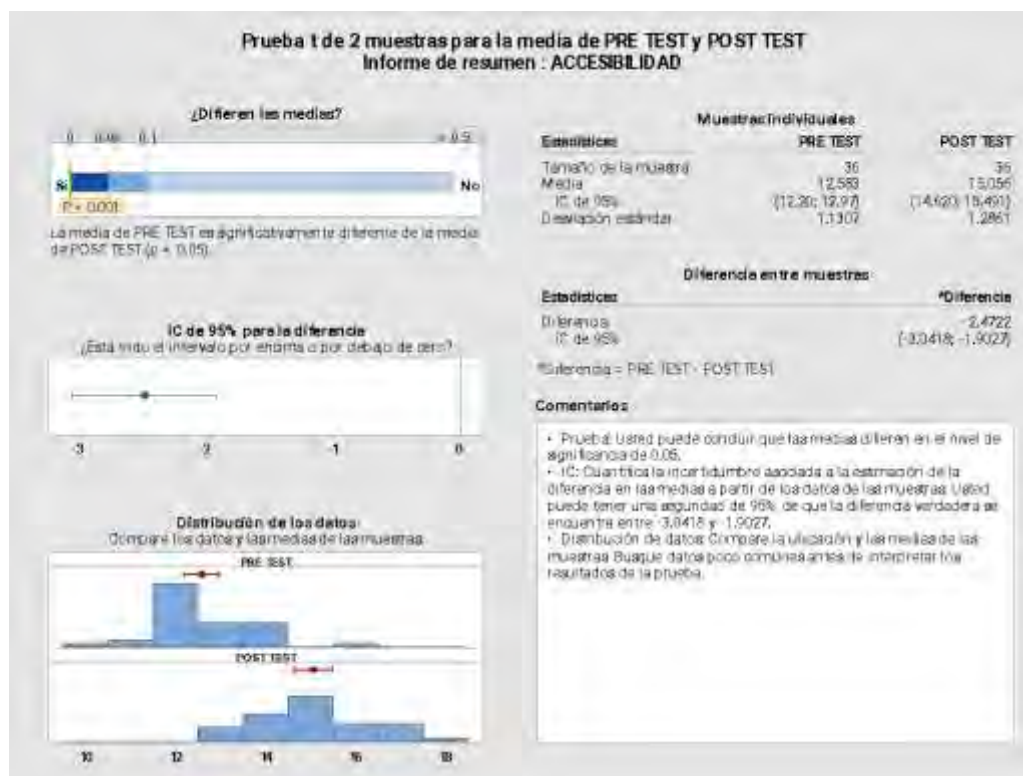 Prueba t de 2 muestras para la media de PRE TEST y POST TEST
Informe de resumen : ACCESIBILIDAD
¿Difieren las medias?
0 0.05 0.1 > 0.5
Sí No
P < 0.001
La media de PRE TEST es significativamente diferente de la media
de POST TEST (p < 0.05).
IC de 95% para la diferencia
¿Está todo el intervalo por encima o por debajo de cero?
-3 -2 -1 0
Distribución de los datos
Compare los datos y las medias de las muestras.
PRE TEST
POST TEST
10 12 14 16 18
Muestras individuales
Estadísticas PRE TEST POST TEST
Tamaño de la muestra 36 36
Media 12,583 15,056
IC de 95% (12,20; 12,97) (14,620; 15,491)
Desviación estándar 1,1307 1,2861
Diferencia entre muestras
Estadísticas *Diferencia
Diferencia -2,4722
IC de 95% (-3,0418; -1,9027)
*Diferencia = PRE TEST - POST TEST
Comentarios
• Prueba: Usted puede concluir que las medias difieren en el nivel de
significancia de 0.05.
• IC: Cuantifica la incertidumbre asociada a la estimación de la
diferencia en las medias a partir de los datos de las muestras. Usted
puede tener una seguridad de 95% de que la diferencia verdadera se
encuentra entre -3,0418 y -1,9027.
• Distribución de datos: Compare la ubicación y las medias de las
muestras. Busque datos poco comunes antes de interpretar los
resultados de la prueba.